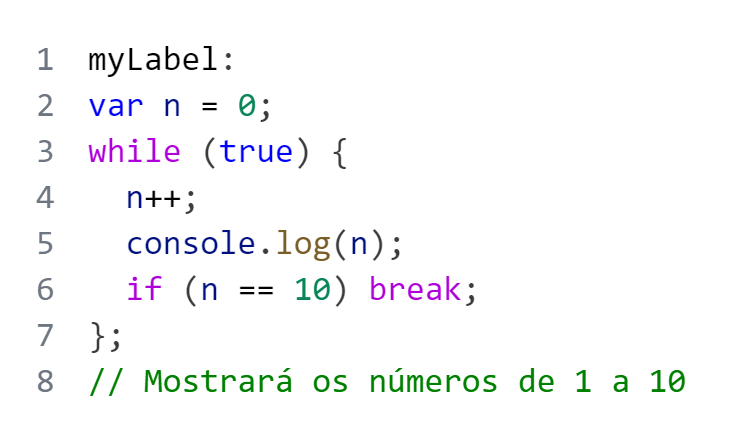 1 myLabel:
2 var n = 0;
3 while (true) {
4   n++;
5   console.log(n);
6   if (n == 10) break;
7 };
8 // Mostrará os números de 1 a 10